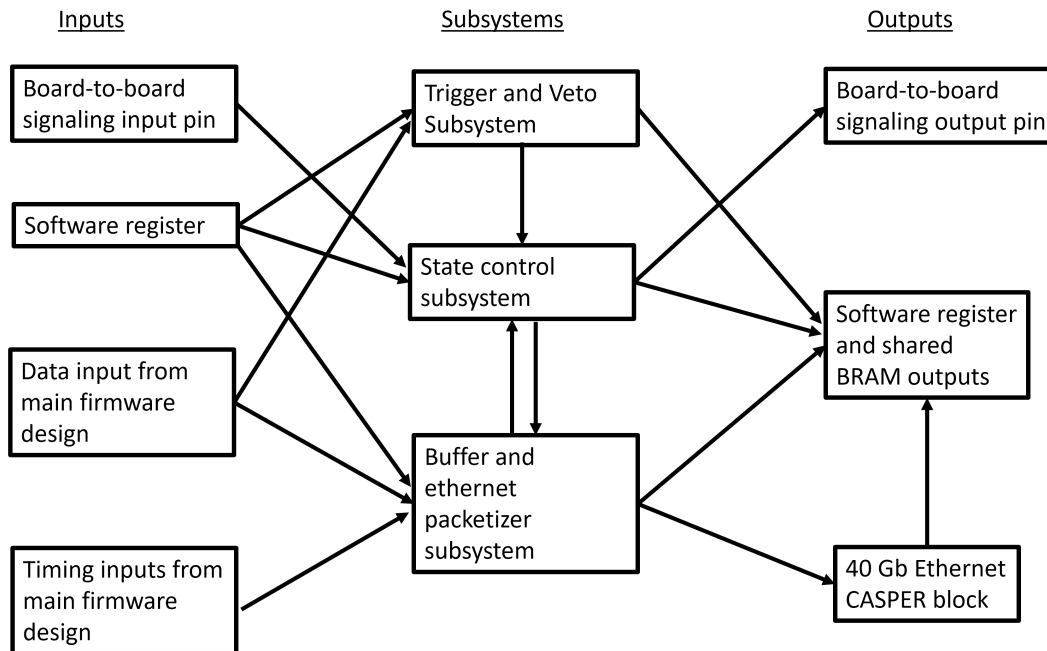 Inputs
Subsystems
Outputs
Board-to-board
signaling input pin
Software register
Data input from
main firmware
design
Timing inputs from
main firmware
design
Trigger and Veto
Subsystem
State control
subsystem
Buffer and
ethernet
packetizer
subsystem
Board-to-board
signaling output pin
Software register
and shared
BRAM outputs
40 Gb Ethernet
CASPER block